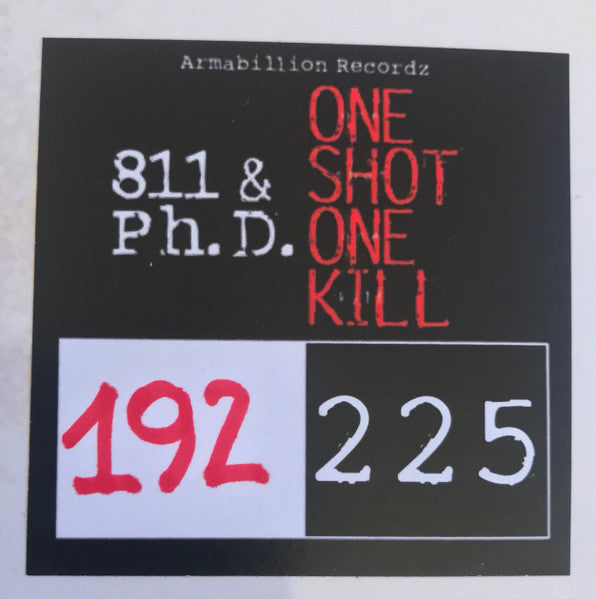 Armabillion Recordz
811 &
Ph.D.
ONE
SHOT
ONE
KILL
192
225